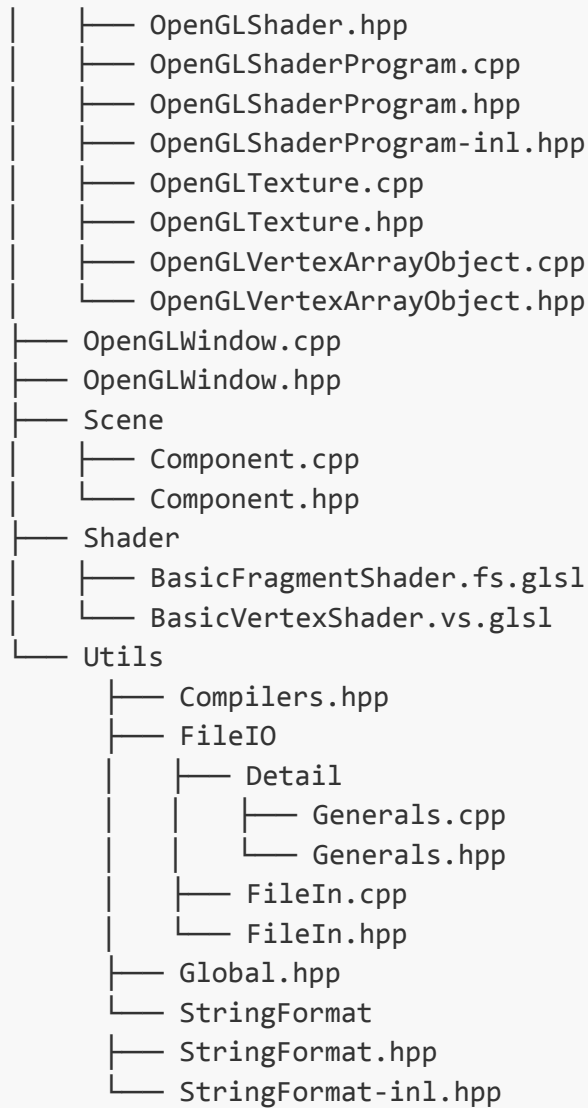 │   ├── OpenGLShader.hpp
│   ├── OpenGLShaderProgram.cpp
│   ├── OpenGLShaderProgram.hpp
│   ├── OpenGLShaderProgram-inl.hpp
│   ├── OpenGLTexture.cpp
│   ├── OpenGLTexture.hpp
│   ├── OpenGLVertexArrayObject.cpp
│   └── OpenGLVertexArrayObject.hpp
├── OpenGLWindow.cpp
├── OpenGLWindow.hpp
├── Scene
│   ├── Component.cpp
│   └── Component.hpp
├── Shader
│   ├── BasicFragmentShader.fs.glsl
│   └── BasicVertexShader.vs.glsl
└── Utils
    ├── Compilers.hpp
    ├── FileIO
    │   ├── Detail
    │   │   ├── Generals.cpp
    │   │   └── Generals.hpp
    │   ├── FileIn.cpp
    │   └── FileIn.hpp
    ├── Global.hpp
    └── StringFormat
    ├── StringFormat.hpp
    └── StringFormat-inl.hpp